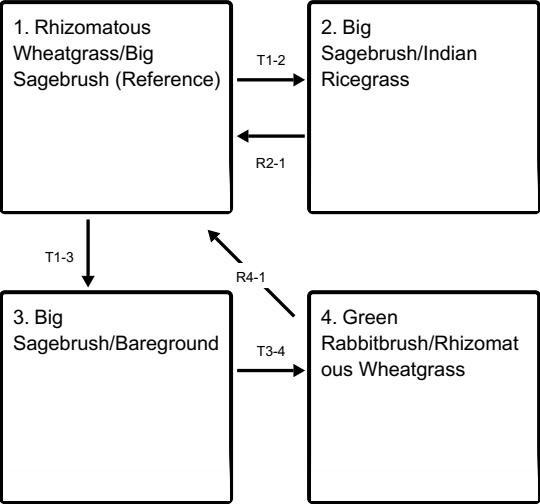 1. Rhizomatous
Wheatgrass/Big
Sagebrush (Reference)
T1-2
2. Big
Sagebrush/Indian
Ricegrass
R2-1
T1-3
R4-1
3. Big
Sagebrush/Bareground
T3-4
4. Green
Rabbitbrush/Rhizomat
ous Wheatgrass